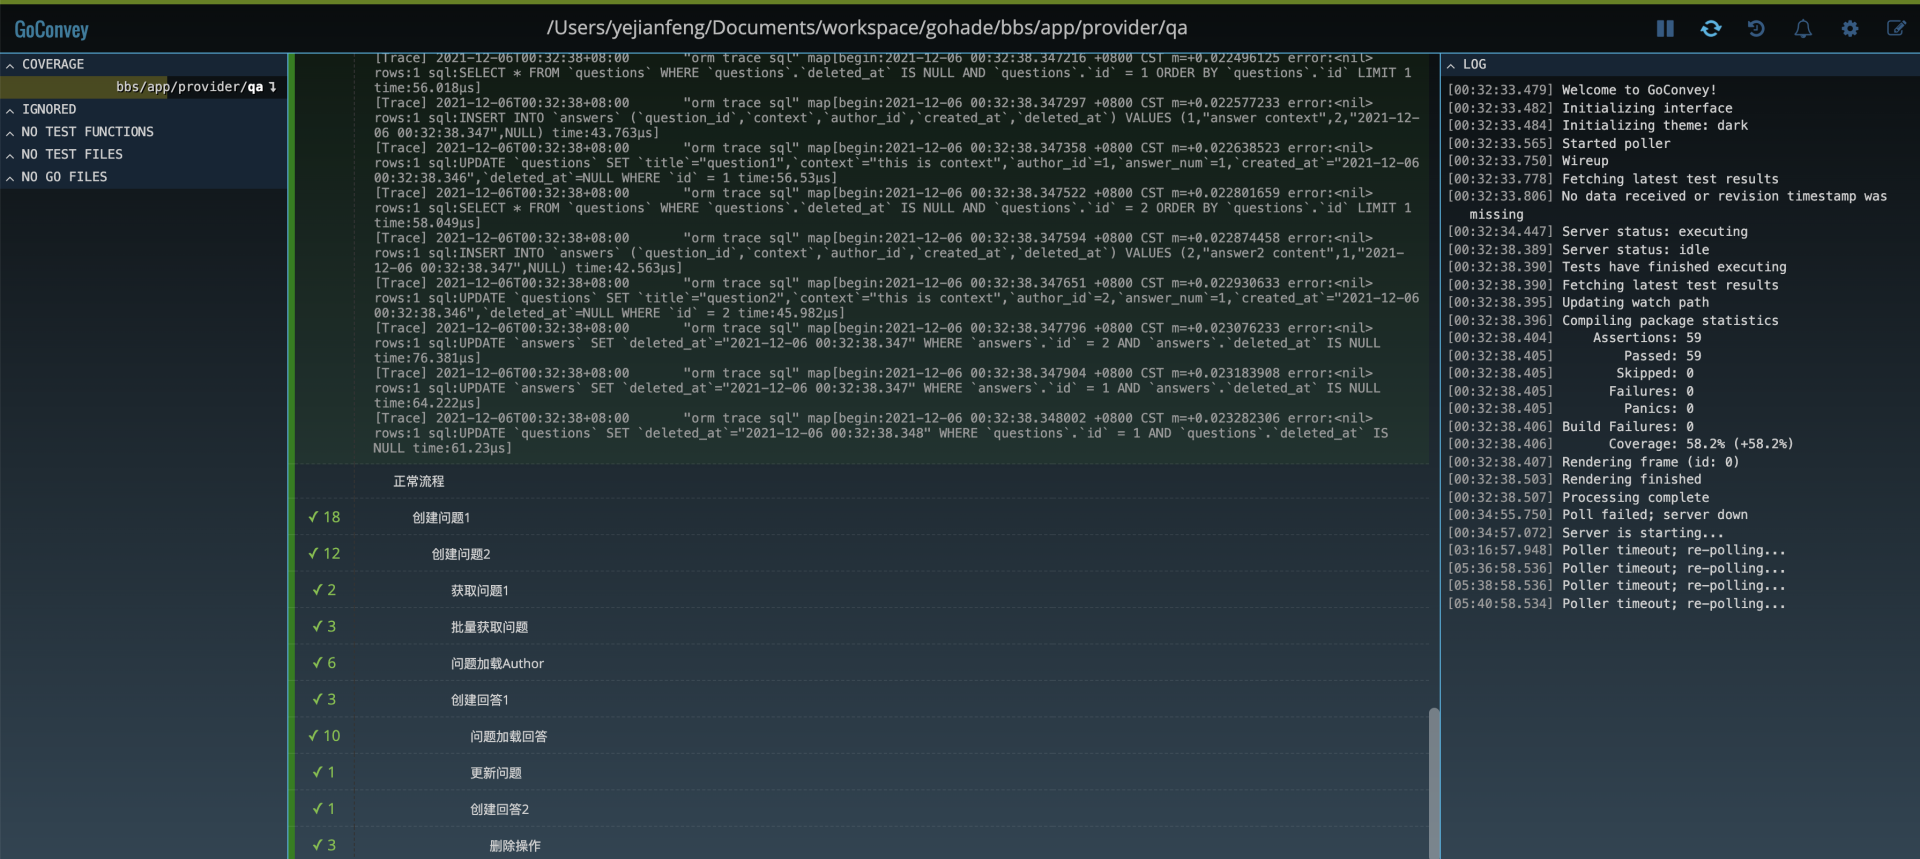 GoConvey
/Users/yejianfeng/Documents/workspace/gohade/bbs/app/provider/qa
COVERAGE
bbs/app/provider/qa
IGNORED
NO TEST FUNCTIONS
NO TEST FILES
NO GO FILES
[Trace] 2021-12-06T00:32:38+08:00 "orm trace sql" map[begin:2021-12-06 00:32:38.347216 +0800 CST m=+0.022496125 error:<nil>
rows:1 sql:SELECT * FROM `questions` WHERE `questions`.`deleted_at` IS NULL AND `questions`.`id` = 1 ORDER BY `questions`.`id` LIMIT 1
time:56.018µs]
[Trace] 2021-12-06T00:32:38+08:00 "orm trace sql" map[begin:2021-12-06 00:32:38.347297 +0800 CST m=+0.022577233 error:<nil>
rows:1 sql:INSERT INTO `answers` (`question_id`,`context`,`author_id`,`created_at`,`deleted_at`) VALUES (1,"answer context",2,"2021-12-
06 00:32:38.347",NULL) time:43.763µs]
[Trace] 2021-12-06T00:32:38+08:00 "orm trace sql" map[begin:2021-12-06 00:32:38.347358 +0800 CST m=+0.022638523 error:<nil>
rows:1 sql:UPDATE `questions` SET `title`="question1",`context`="this is context",`author_id`=1,`answer_num`=1,`created_at`="2021-12-06
00:32:38.346",`deleted_at`=NULL WHERE `id` = 1 time:56.53µs]
[Trace] 2021-12-06T00:32:38+08:00 "orm trace sql" map[begin:2021-12-06 00:32:38.347522 +0800 CST m=+0.022801659 error:<nil>
rows:1 sql:SELECT * FROM `questions` WHERE `questions`.`deleted_at` IS NULL AND `questions`.`id` = 2 ORDER BY `questions`.`id` LIMIT 1
time:58.049µs]
[Trace] 2021-12-06T00:32:38+08:00 "orm trace sql" map[begin:2021-12-06 00:32:38.347594 +0800 CST m=+0.022874458 error:<nil>
rows:1 sql:INSERT INTO `answers` (`question_id`,`context`,`author_id`,`created_at`,`deleted_at`) VALUES (2,"answer2 content",1,"2021-
12-06 00:32:38.347",NULL) time:42.563µs]
[Trace] 2021-12-06T00:32:38+08:00 "orm trace sql" map[begin:2021-12-06 00:32:38.347651 +0800 CST m=+0.022930633 error:<nil>
rows:1 sql:UPDATE `questions` SET `title`="question2",`context`="this is context",`author_id`=2,`answer_num`=1,`created_at`="2021-12-06
00:32:38.346",`deleted_at`=NULL WHERE `id` = 2 time:45.982µs]
[Trace] 2021-12-06T00:32:38+08:00 "orm trace sql" map[begin:2021-12-06 00:32:38.347796 +0800 CST m=+0.023076233 error:<nil>
rows:1 sql:UPDATE `answers` SET `deleted_at`="2021-12-06 00:32:38.347" WHERE `answers`.`id` = 2 AND `answers`.`deleted_at` IS NULL
time:76.381µs]
[Trace] 2021-12-06T00:32:38+08:00 "orm trace sql" map[begin:2021-12-06 00:32:38.347904 +0800 CST m=+0.023183908 error:<nil>
rows:1 sql:UPDATE `answers` SET `deleted_at`="2021-12-06 00:32:38.347" WHERE `answers`.`id` = 1 AND `answers`.`deleted_at` IS NULL
time:64.222µs]
[Trace] 2021-12-06T00:32:38+08:00 "orm trace sql" map[begin:2021-12-06 00:32:38.348002 +0800 CST m=+0.023282306 error:<nil>
rows:1 sql:UPDATE `questions` SET `deleted_at`="2021-12-06 00:32:38.348" WHERE `questions`.`id` = 1 AND `questions`.`deleted_at` IS
NULL time:61.23µs]
正常流程
✓ 18 创建问题1
✓ 12 创建问题2
✓ 2 获取问题1
✓ 3 批量获取问题
✓ 6 问题加载Author
✓ 3 创建回答1
✓ 10 问题加载回答
✓ 1 更新问题
✓ 1 创建回答2
✓ 3 删除操作
LOG
[00:32:33.479] Welcome to GoConvey!
[00:32:33.482] Initializing interface
[00:32:33.484] Initializing theme: dark
[00:32:33.565] Started poller
[00:32:33.750] Wireup
[00:32:33.778] Fetching latest test results
[00:32:33.806] No data received or revision timestamp was
missing
[00:32:34.447] Server status: executing
[00:32:38.389] Server status: idle
[00:32:38.390] Tests have finished executing
[00:32:38.390] Fetching latest test results
[00:32:38.395] Updating watch path
[00:32:38.396] Compiling package statistics
[00:32:38.404] Assertions: 59
[00:32:38.405] Passed: 59
[00:32:38.405] Skipped: 0
[00:32:38.405] Failures: 0
[00:32:38.405] Panics: 0
[00:32:38.406] Build Failures: 0
[00:32:38.406] Coverage: 58.2% (+58.2%)
[00:32:38.407] Rendering frame (id: 0)
[00:32:38.503] Rendering finished
[00:32:38.507] Processing complete
[00:34:55.750] Poll failed; server down
[00:34:57.072] Server is starting...
[03:16:57.948] Poller timeout; re-polling...
[05:36:58.536] Poller timeout; re-polling...
[05:38:58.536] Poller timeout; re-polling...
[05:40:58.534] Poller timeout; re-polling...